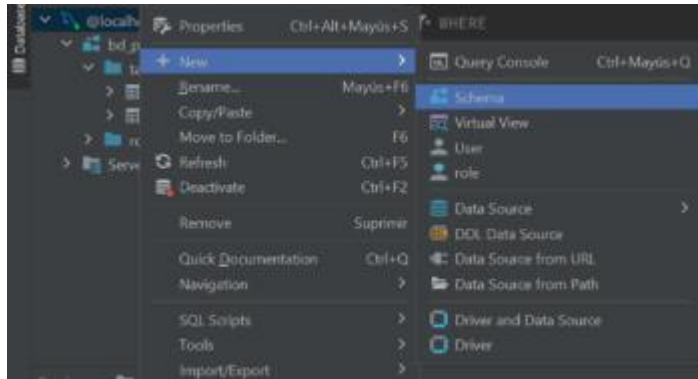 Database
@localh
bd_p
Serve
Properties Ctrl+Alt+Mayús+S
New
Rename... Mayús+F6
Copy/Paste
Move to Folder... F6
Refresh Ctrl+F5
Deactivate Ctrl+F2
Remove Suprimir
Quick Documentation Ctrl+Q
Navigation
SQL Scripts
Tools
Import/Export
WHERE
Query Console Ctrl+Mayús+Q
Schema
Virtual View
User
role
Data Source
DDL Data Source
Data Source from URL
Data Source from Path
Driver and Data Source
Driver